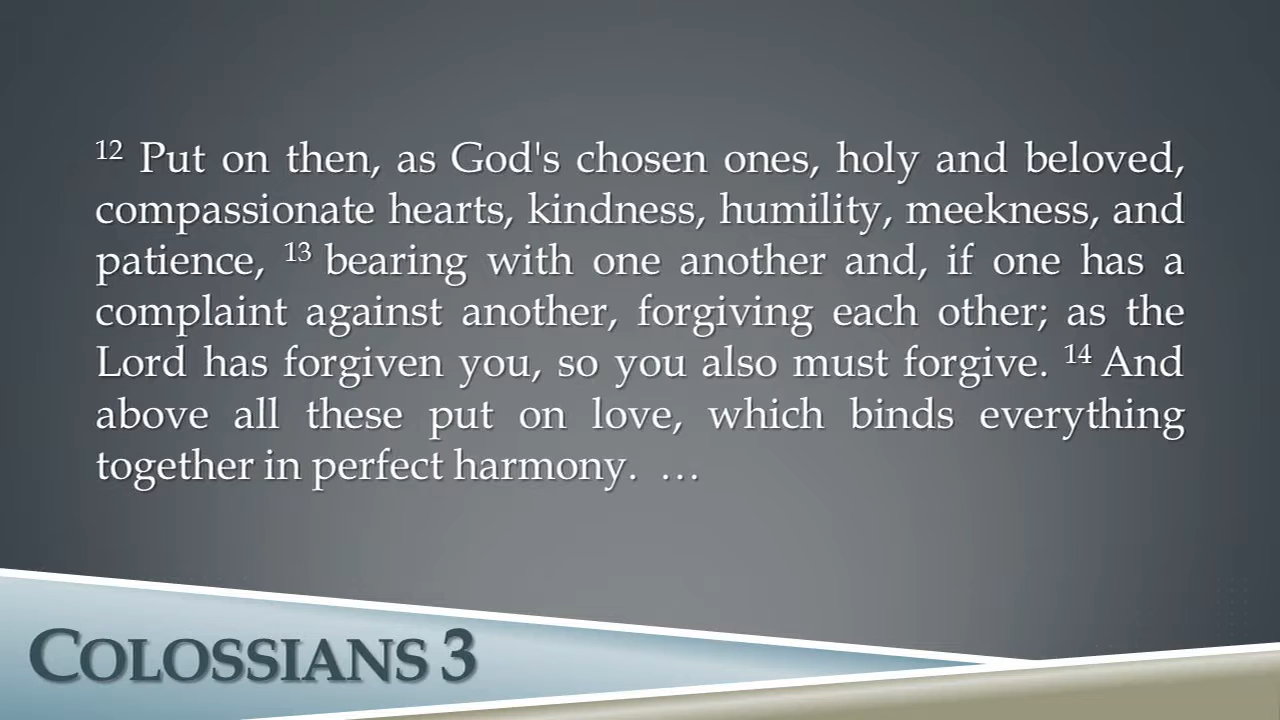 12 Put on then, as God's chosen ones, holy and beloved,
compassionate hearts, kindness, humility, meekness, and
patience, 13 bearing with one another and, if one has a
complaint against another, forgiving each other; as the
Lord has forgiven you, so you also must forgive. 14 And
above all these put on love, which binds everything
together in perfect harmony. …
COLOSSIANS 3